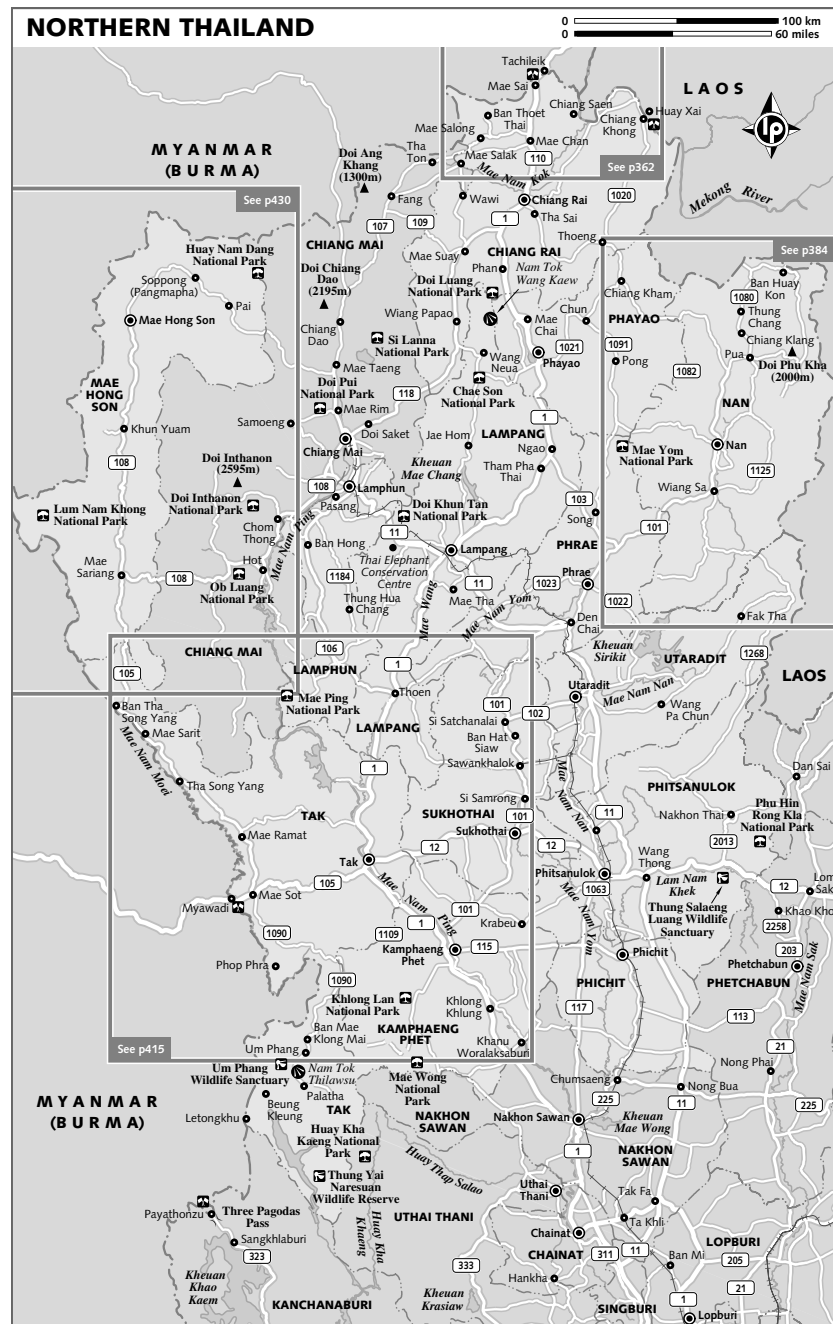 NORTHERN THAILAND
0 100 km
0 60 miles
Tachileik
Mae Sai
LAOS
Ban Thoet
Thai
Chiang Saen
Huay Xai
Chiang
Khong
Mae Salong
Mae Chan
MYANMAR
(BURMA)
Doi Ang
Khang
(1300m)
Tha
Ton
Mae Salak
110
See p362
lp
Mae Nam Kok
See p430
Fang
Wawi
Chiang Rai
1020
Mekong River
107
109
1
Tha Sai
Huay Nam Dang
National Park
CHIANG MAI
Thoeng
See p384
Mae Suay
CHIANG RAI
Soppong
(Pangmapha)
Doi Chiang
Dao
(2195m)
Phan
Nam Tok
Wang Kaew
Doi Luang
National Park
Ban Huay
Kon
Pai
Chiang Kham
1080
Mae Hong Son
Wiang Papao
Mae
Chai
Chun
PHAYAO
Thung
Chang
Chiang
Dao
Si Lanna
National Park
1091
Chiang Klang
Wang
Neua
1021
Phayao
Pong
Pua
Doi Phu Kha
(2000m)
Mae Taeng
MAE
HONG
SON
Doi Pui
National Park
118
Chae Son
National Park
1082
Mae Rim
1
NAN
Samoeng
Doi Saket
LAMPANG
Khun Yuam
Chiang Mai
Jae Hom
Ngao
Mae Yom
National Park
Nan
108
Doi Inthanon
(2595m)
Kheuan
Mae Chang
Tham Pha
Thai
1125
108
Lamphun
Wiang Sa
Doi Inthanon
National Park
Pasang
Doi Khun Tan
National Park
103
Lum Nam Khong
National Park
Song
101
Chom
Thong
Mae Nam Ping
11
Ban Hong
Lampang
PHRAE
Thai Elephant
Conservation
Centre
Mae
Sariang
Hot
108
11
1023
Phrae
1184
Ob Luang
National Park
Mae Tha
Thung Hua
Chang
Mae Wang
Mae Nam Yom
1022
Fak Tha
Den
Chai
106
Kheuan
Sirikit
CHIANG MAI
1
UTARADIT
1268
105
LAMPHUN
LAOS
Mae Ping
National Park
Thoen
101
Utaradit
Mae Nam Nan
Ban Tha
Song Yang
102
Wang
Pa Chun
LAMPANG
Si Satchanalai
Mae Sarit
Ban Hat
Siaw
Mae Nam Moei
1
Sawankhalok
Mae Nam Nan
Dan Sai
Tha Song Yang
PHITSANULOK
Si Samrong
Phu Hin
Rong Kla
National Park
TAK
SUKHOTHAI
101
11
Nakhon Thai
Mae Ramat
Sukhothai
12
12
Wang
Thong
2013
Tak
Phitsanulok
Lam Nam
Khek
Lom
Sak
105
Mae Nam Ping
1063
12
Myawadi
Mae Sot
Mae Nam Yom
Thung Salaeng
Luang Wildlife
Sanctuary
Khao Kho
101
1
Krabeu
2258
1090
1109
Kamphaeng
Phet
115
203
Phichit
Phetchabun
Phop Phra
Mae Nam Sak
1090
PHICHIT
PHETCHABUN
Khlong Lan
National Park
Khlong
Khlung
117
113
KAMPHAENG
PHET
Ban Mae
Klong Mai
21
Khanu
Woralaksaburi
See p415
Um Phang
Um Phang
Wildlife Sanctuary
Nam Tok
Thilawsu
Mae Wong
National
Park
Nong Phai
Chumsaeng
Palatha
Nong Bua
MYANMAR
(BURMA)
Beung
Kleung
TAK
225
11
225
NAKHON
SAWAN
Nakhon Sawan
Kheuan
Mae Wong
Letongkhu
Huay Kha
Kaeng National
Park
NAKHON
SAWAN
1
Huay Thap Salao
Thung Yai
Naresuan
Wildlife Reserve
Uthai
Thani
Tak Fa
Payathonzu
Three Pagodas
Pass
UTHAI THANI
Ta Khli
Huay Kha
Khaeng
Chainat
LOPBURI
Sangkhlaburi
CHAINAT
311
11
Ban Mi
205
323
333
Kheuan
Khao
Kaem
Hankha
21
Kheuan
Krasiaw
1
KANCHANABURI
SINGBURI
Lopburi